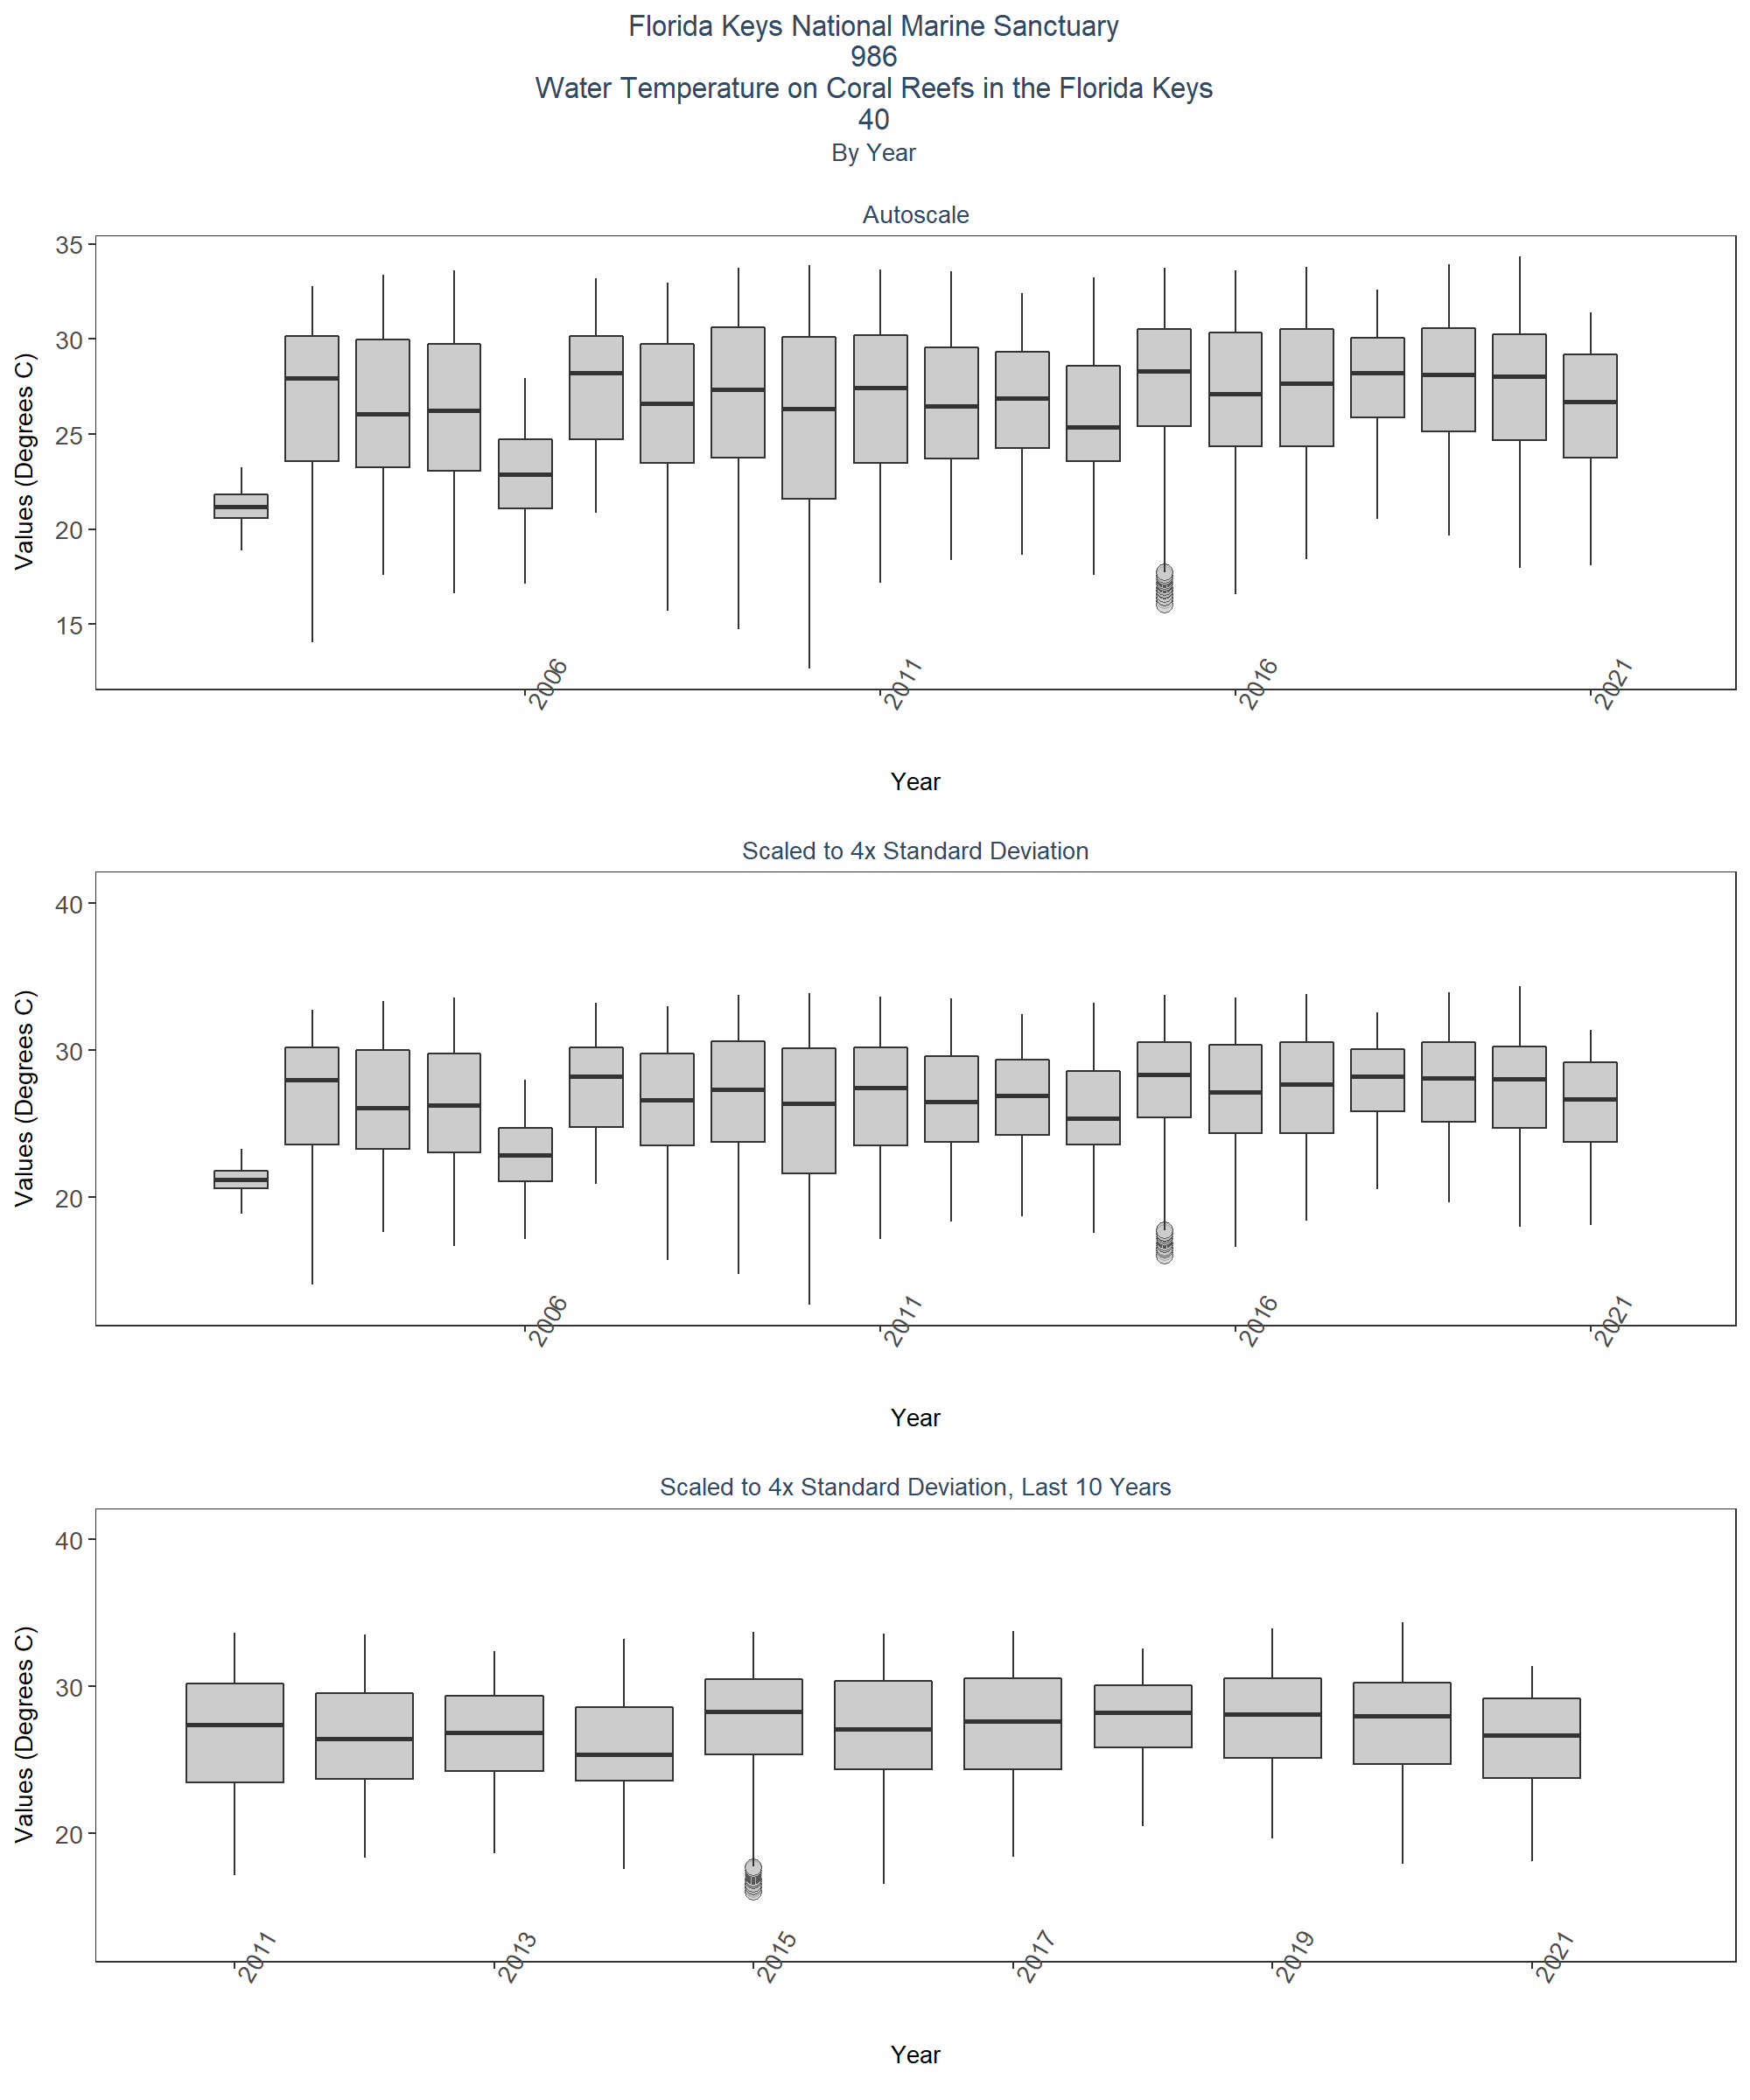 Florida Keys National Marine Sanctuary
986
Water Temperature on Coral Reefs in the Florida Keys
40
By Year
Autoscale
Values (Degrees C)
35
30
25
20
15
2006
2011
2016
2021
Year
Scaled to 4x Standard Deviation
Values (Degrees C)
40
30
20
2006
2011
2016
2021
Year
Scaled to 4x Standard Deviation, Last 10 Years
Values (Degrees C)
40
30
20
2011
2013
2015
2017
2019
2021
Year